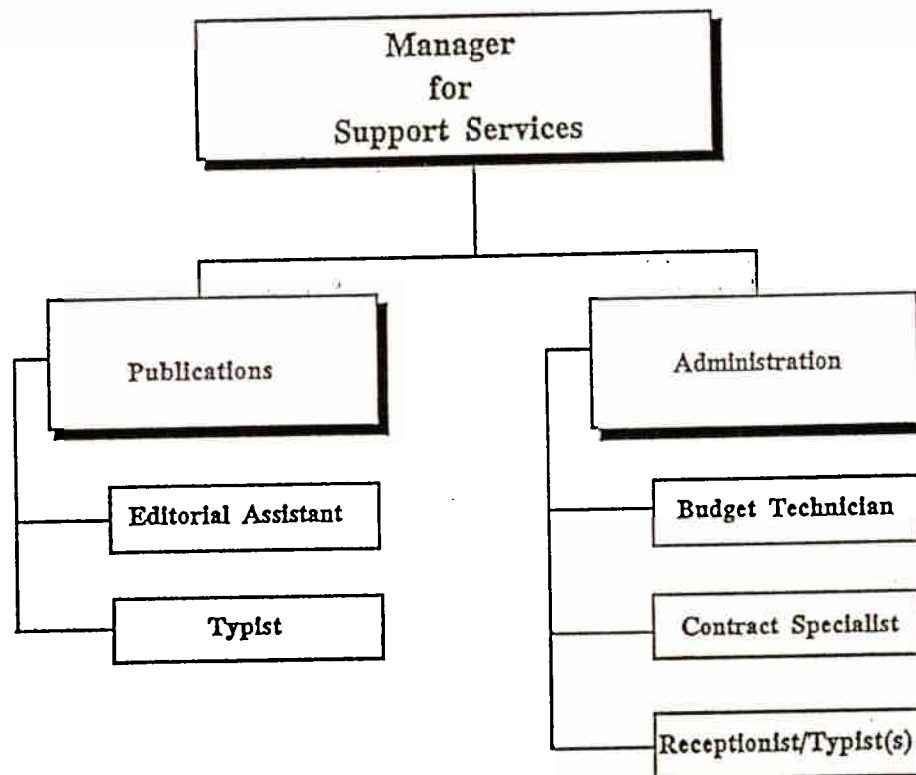 Manager
for
Support Services
Publications
Administration
Editorial Assistant
Budget Technician
Typist
Contract Specialist
Receptionist/Typist(s)